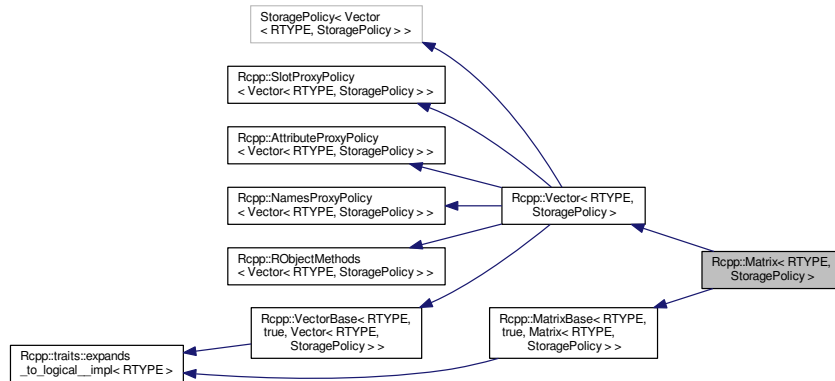 StoragePolicy< Vector
< RTYPE, StoragePolicy > >
Rcpp::SlotProxyPolicy
< Vector< RTYPE, StoragePolicy > >
Rcpp::AttributeProxyPolicy
< Vector< RTYPE, StoragePolicy > >
Rcpp::NamesProxyPolicy
< Vector< RTYPE, StoragePolicy > >
Rcpp::RObjectMethods
< Vector< RTYPE, StoragePolicy > >
Rcpp::VectorBase< RTYPE,
true, Vector< RTYPE,
StoragePolicy > >
Rcpp::traits::expands
_to_logical__impl< RTYPE >
Rcpp::Vector< RTYPE,
StoragePolicy >
Rcpp::MatrixBase< RTYPE,
true, Matrix< RTYPE,
StoragePolicy > >
Rcpp::Matrix< RTYPE,
StoragePolicy >